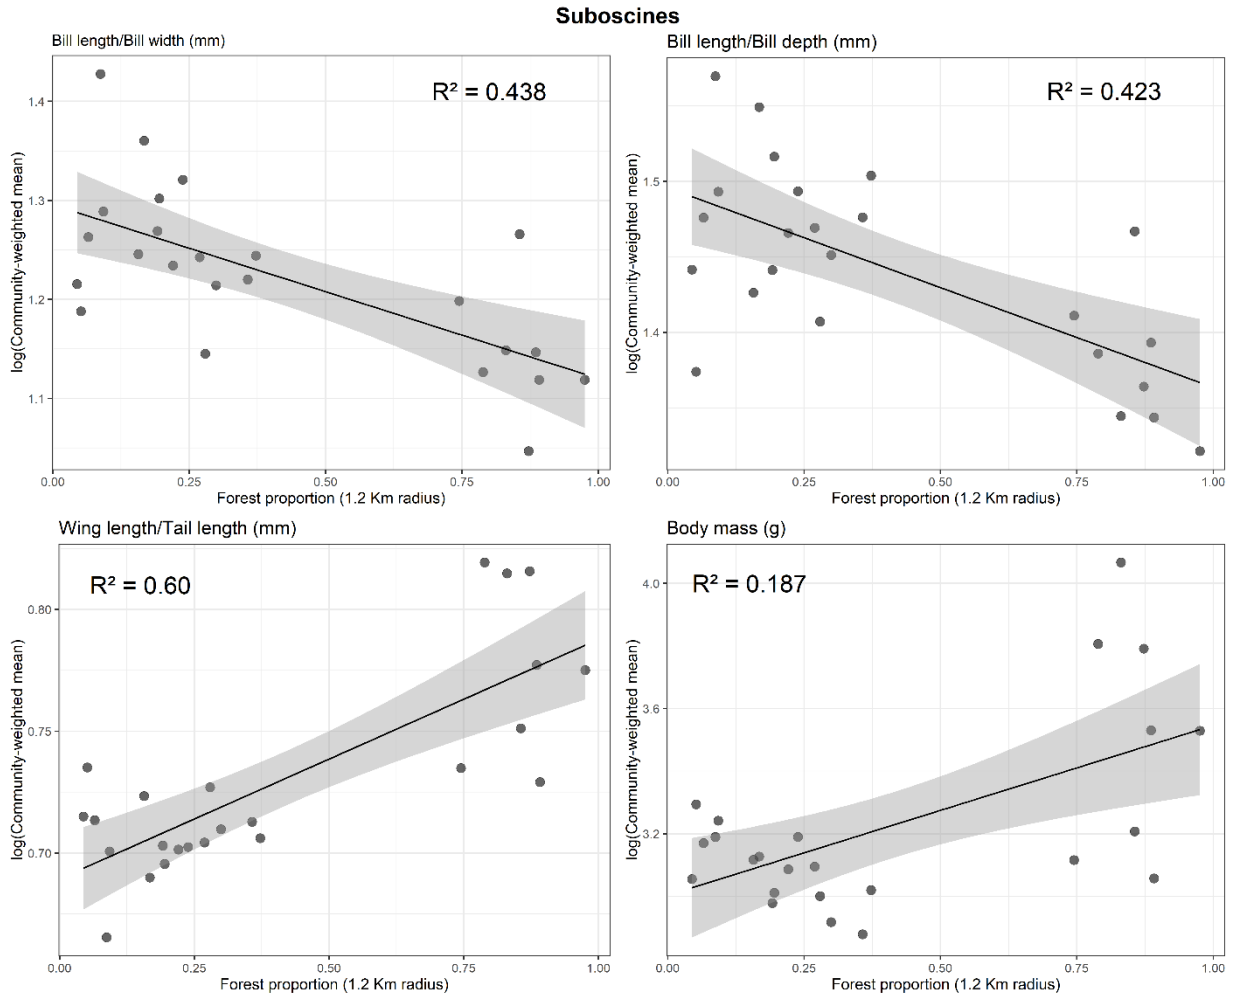 Suboscines
Bill length/Bill width (mm)
R² = 0.438
log(Community-weighted mean)
1.4
1.3
1.2
1.1
0.00 0.25 0.50 0.75 1.00
Forest proportion (1.2 Km radius)
Bill length/Bill depth (mm)
R² = 0.423
log(Community-weighted mean)
1.5
1.4
0.00 0.25 0.50 0.75 1.00
Forest proportion (1.2 Km radius)
Wing length/Tail length (mm)
R² = 0.60
log(Community-weighted mean)
0.80
0.75
0.70
0.00 0.25 0.50 0.75 1.00
Forest proportion (1.2 Km radius)
Body mass (g)
R² = 0.187
log(Community-weighted mean)
4.0
3.6
3.2
0.00 0.25 0.50 0.75 1.00
Forest proportion (1.2 Km radius)